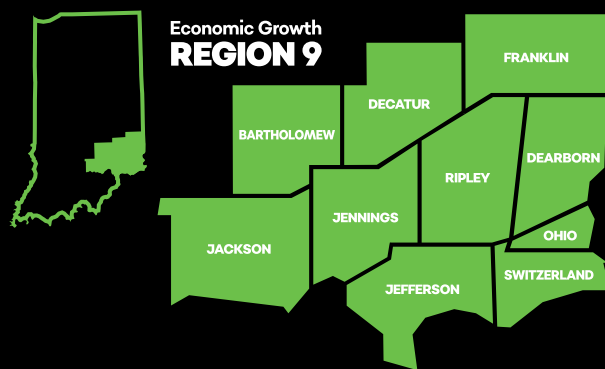 Economic Growth
REGION 9
FRANKLIN
DECATUR
BARTHOLOMEW
DEARBORN
RIPLEY
JENNINGS
OHIO
JACKSON
SWITZERLAND
JEFFERSON